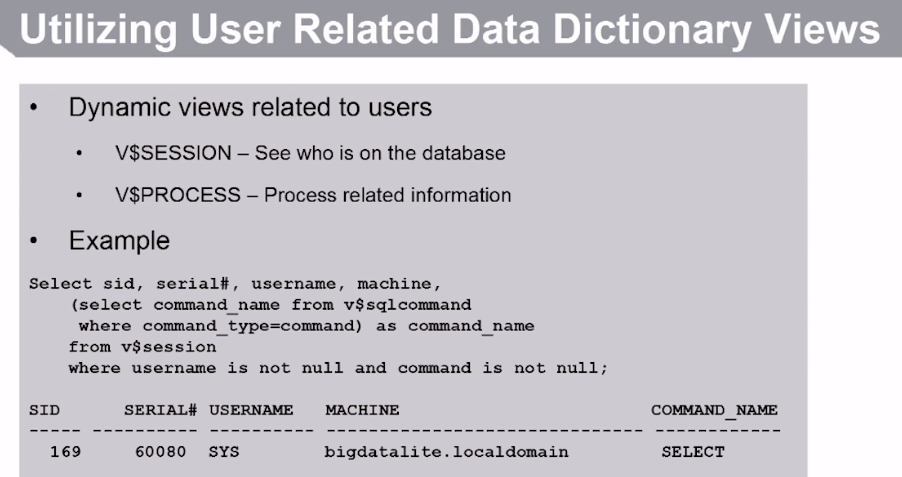 Utilizing User Related Data Dictionary Views
• Dynamic views related to users
• V$SESSION – See who is on the database
• V$PROCESS – Process related information
• Example
Select sid, serial#, username, machine,
(select command_name from v$sqlcommand
where command_type=command) as command_name
from v$session
where username is not null and command is not null;
SID SERIAL# USERNAME MACHINE COMMAND_NAME
----- ---------- ---------- ------------------------------ ------------
169 60080 SYS bigdatalite.localdomain SELECT